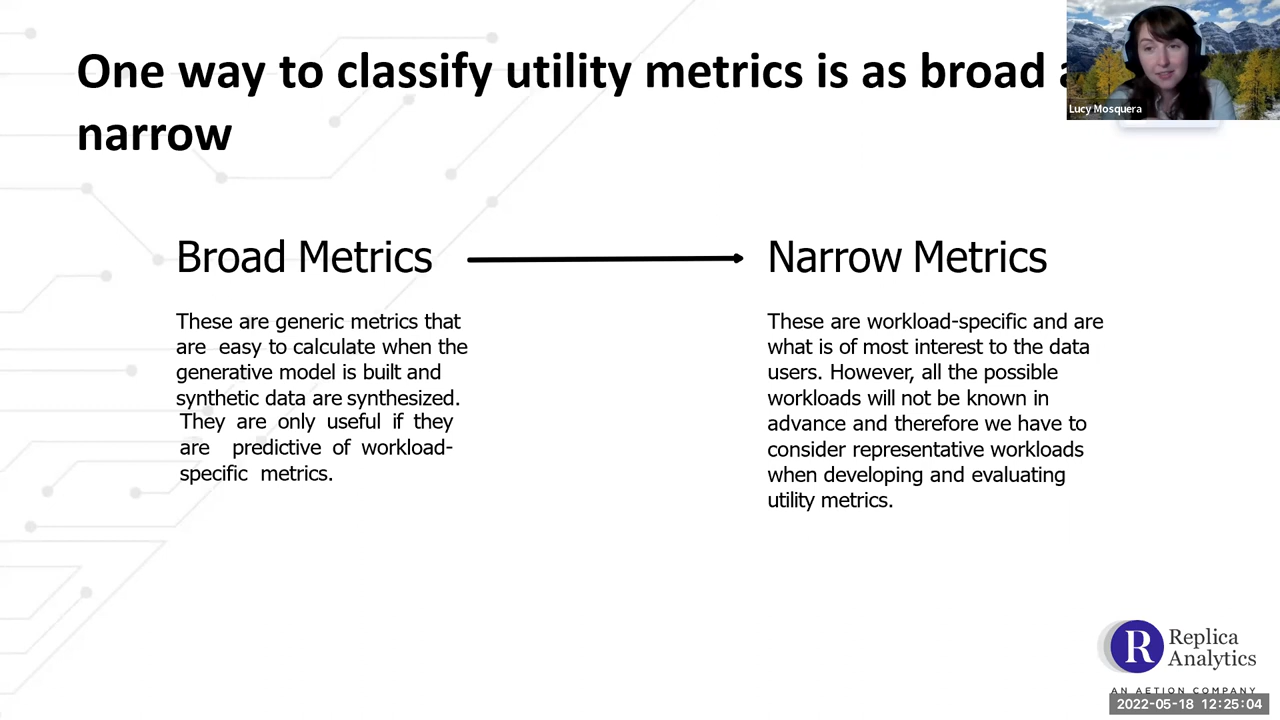 One way to classify utility metrics is as broad
narrow
Lucy Mosquera
Broad Metrics
These are generic metrics that
are easy to calculate when the
generative model is built and
synthetic data are synthesized.
They are only useful if they
are predictive of workload-
specific metrics.
Narrow Metrics
These are workload-specific and are
what is of most interest to the data
users. However, all the possible
workloads will not be known in
advance and therefore we have to
consider representative workloads
when developing and evaluating
utility metrics.
R
Replica
Analytics
AN AETION COMPANY
2022-05-18 12:25:04